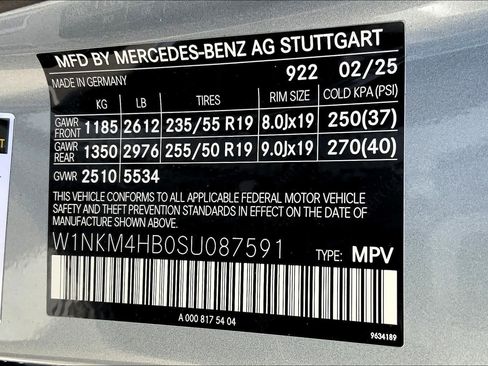 MFD BY MERCEDES-BENZ AG STUTTGART
MADE IN GERMANY 922 02/25
KG LB TIRES RIM SIZE COLD KPA (PSI)
GAWR FRONT 1185 2612 235/55 R19 8.0Jx19 250(37)
GAWR REAR 1350 2976 255/50 R19 9.0Jx19 270(40)
GVWR 2510 5534
THIS VEHICLE CONFORMS TO ALL APPLICABLE FEDERAL MOTOR VEHICLE
SAFETY AND THEFT PREVENTION STANDARDS IN EFFECT ON THE DATE
OF MANUFACTURE SHOWN ABOVE.
W1NKM4HB0SU087591 TYPE: MPV
A 000 817 54 04
9634189